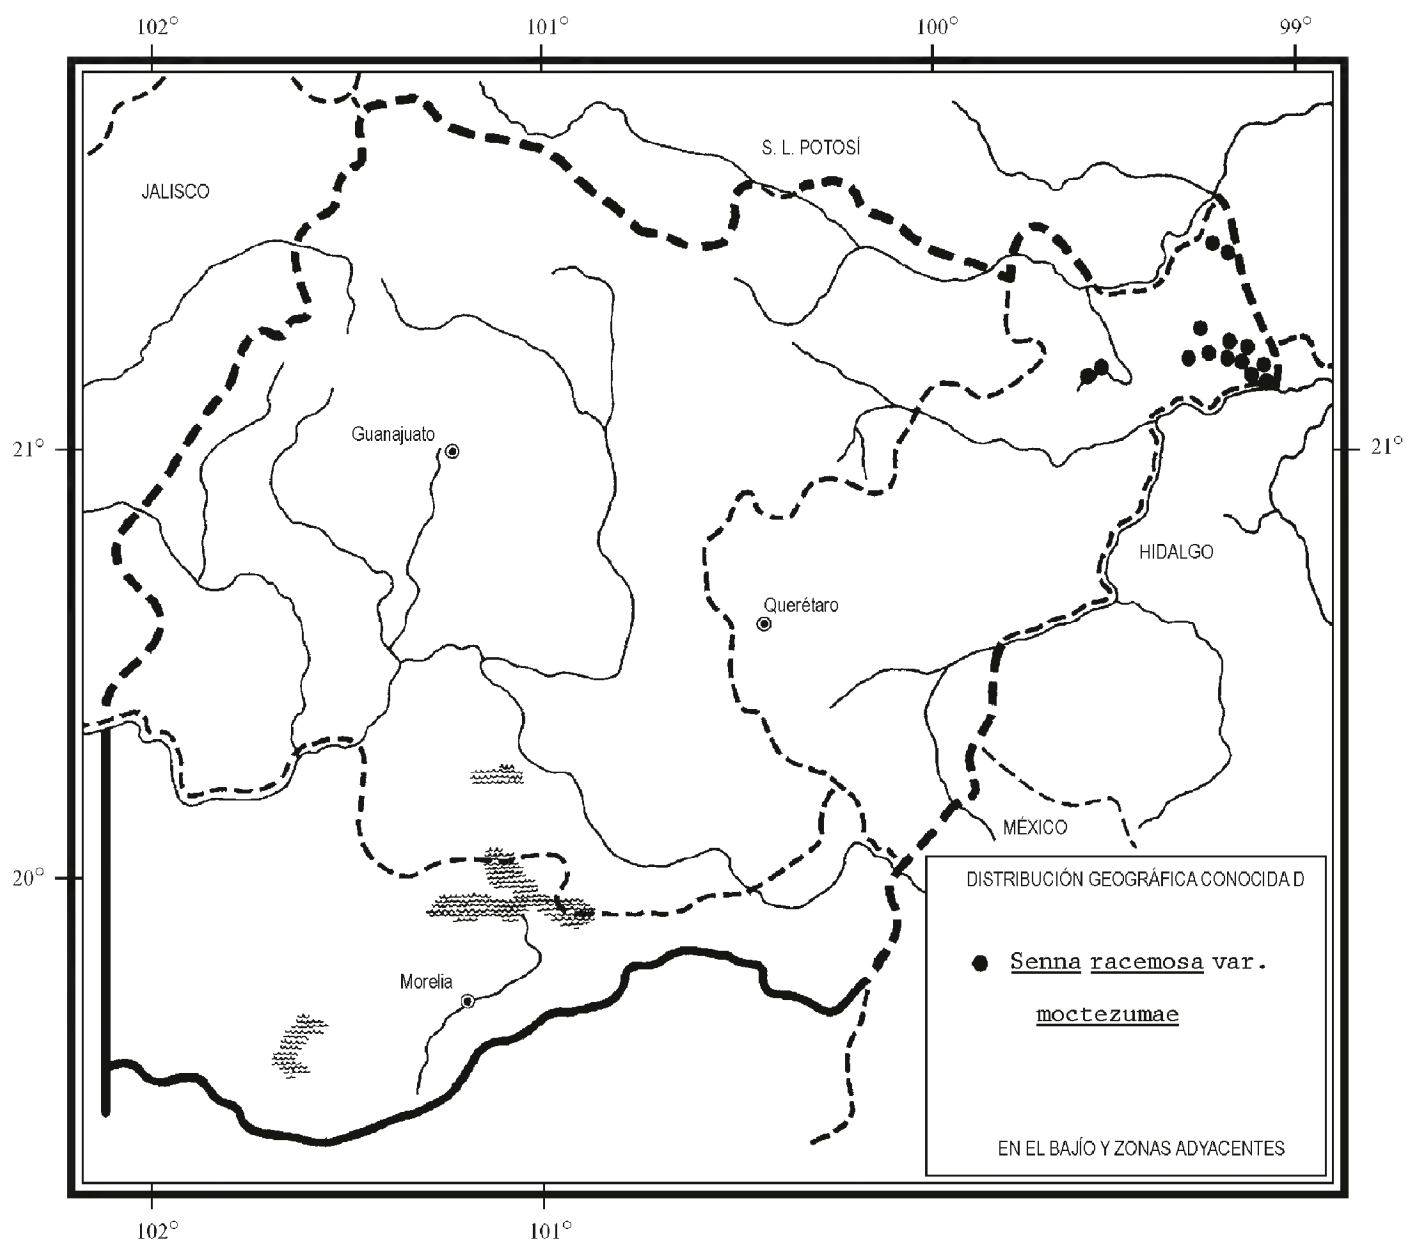 102° 101° 100° 99°
S. L. POTOSÍ
JALISCO
Guanajuato
21° 21°
HIDALGO
Querétaro
MÉXICO
20°
DISTRIBUCIÓN GEOGRÁFICA CONOCIDA D
Senna racemosa var.
moctezumae
Morelia
EN EL BAJÍO Y ZONAS ADYACENTES
102° 101°